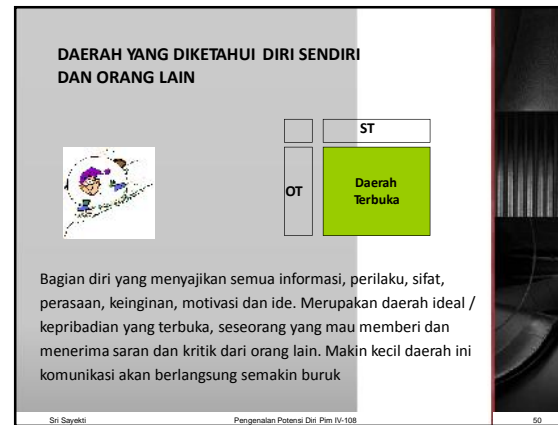 DAERAH YANG DIKETAHUI DIRI SENDIRI
DAN ORANG LAIN
ST
OT
Daerah
Terbuka
Bagian diri yang menyajikan semua informasi, perilaku, sifat,
perasaan, keinginan, motivasi dan ide. Merupakan daerah ideal /
kepribadian yang terbuka, seseorang yang mau memberi dan
menerima saran dan kritik dari orang lain. Makin kecil daerah ini
komunikasi akan berlangsung semakin buruk
Sri Sayekti
Pengenalan Potensi Diri Pim IV-108
50